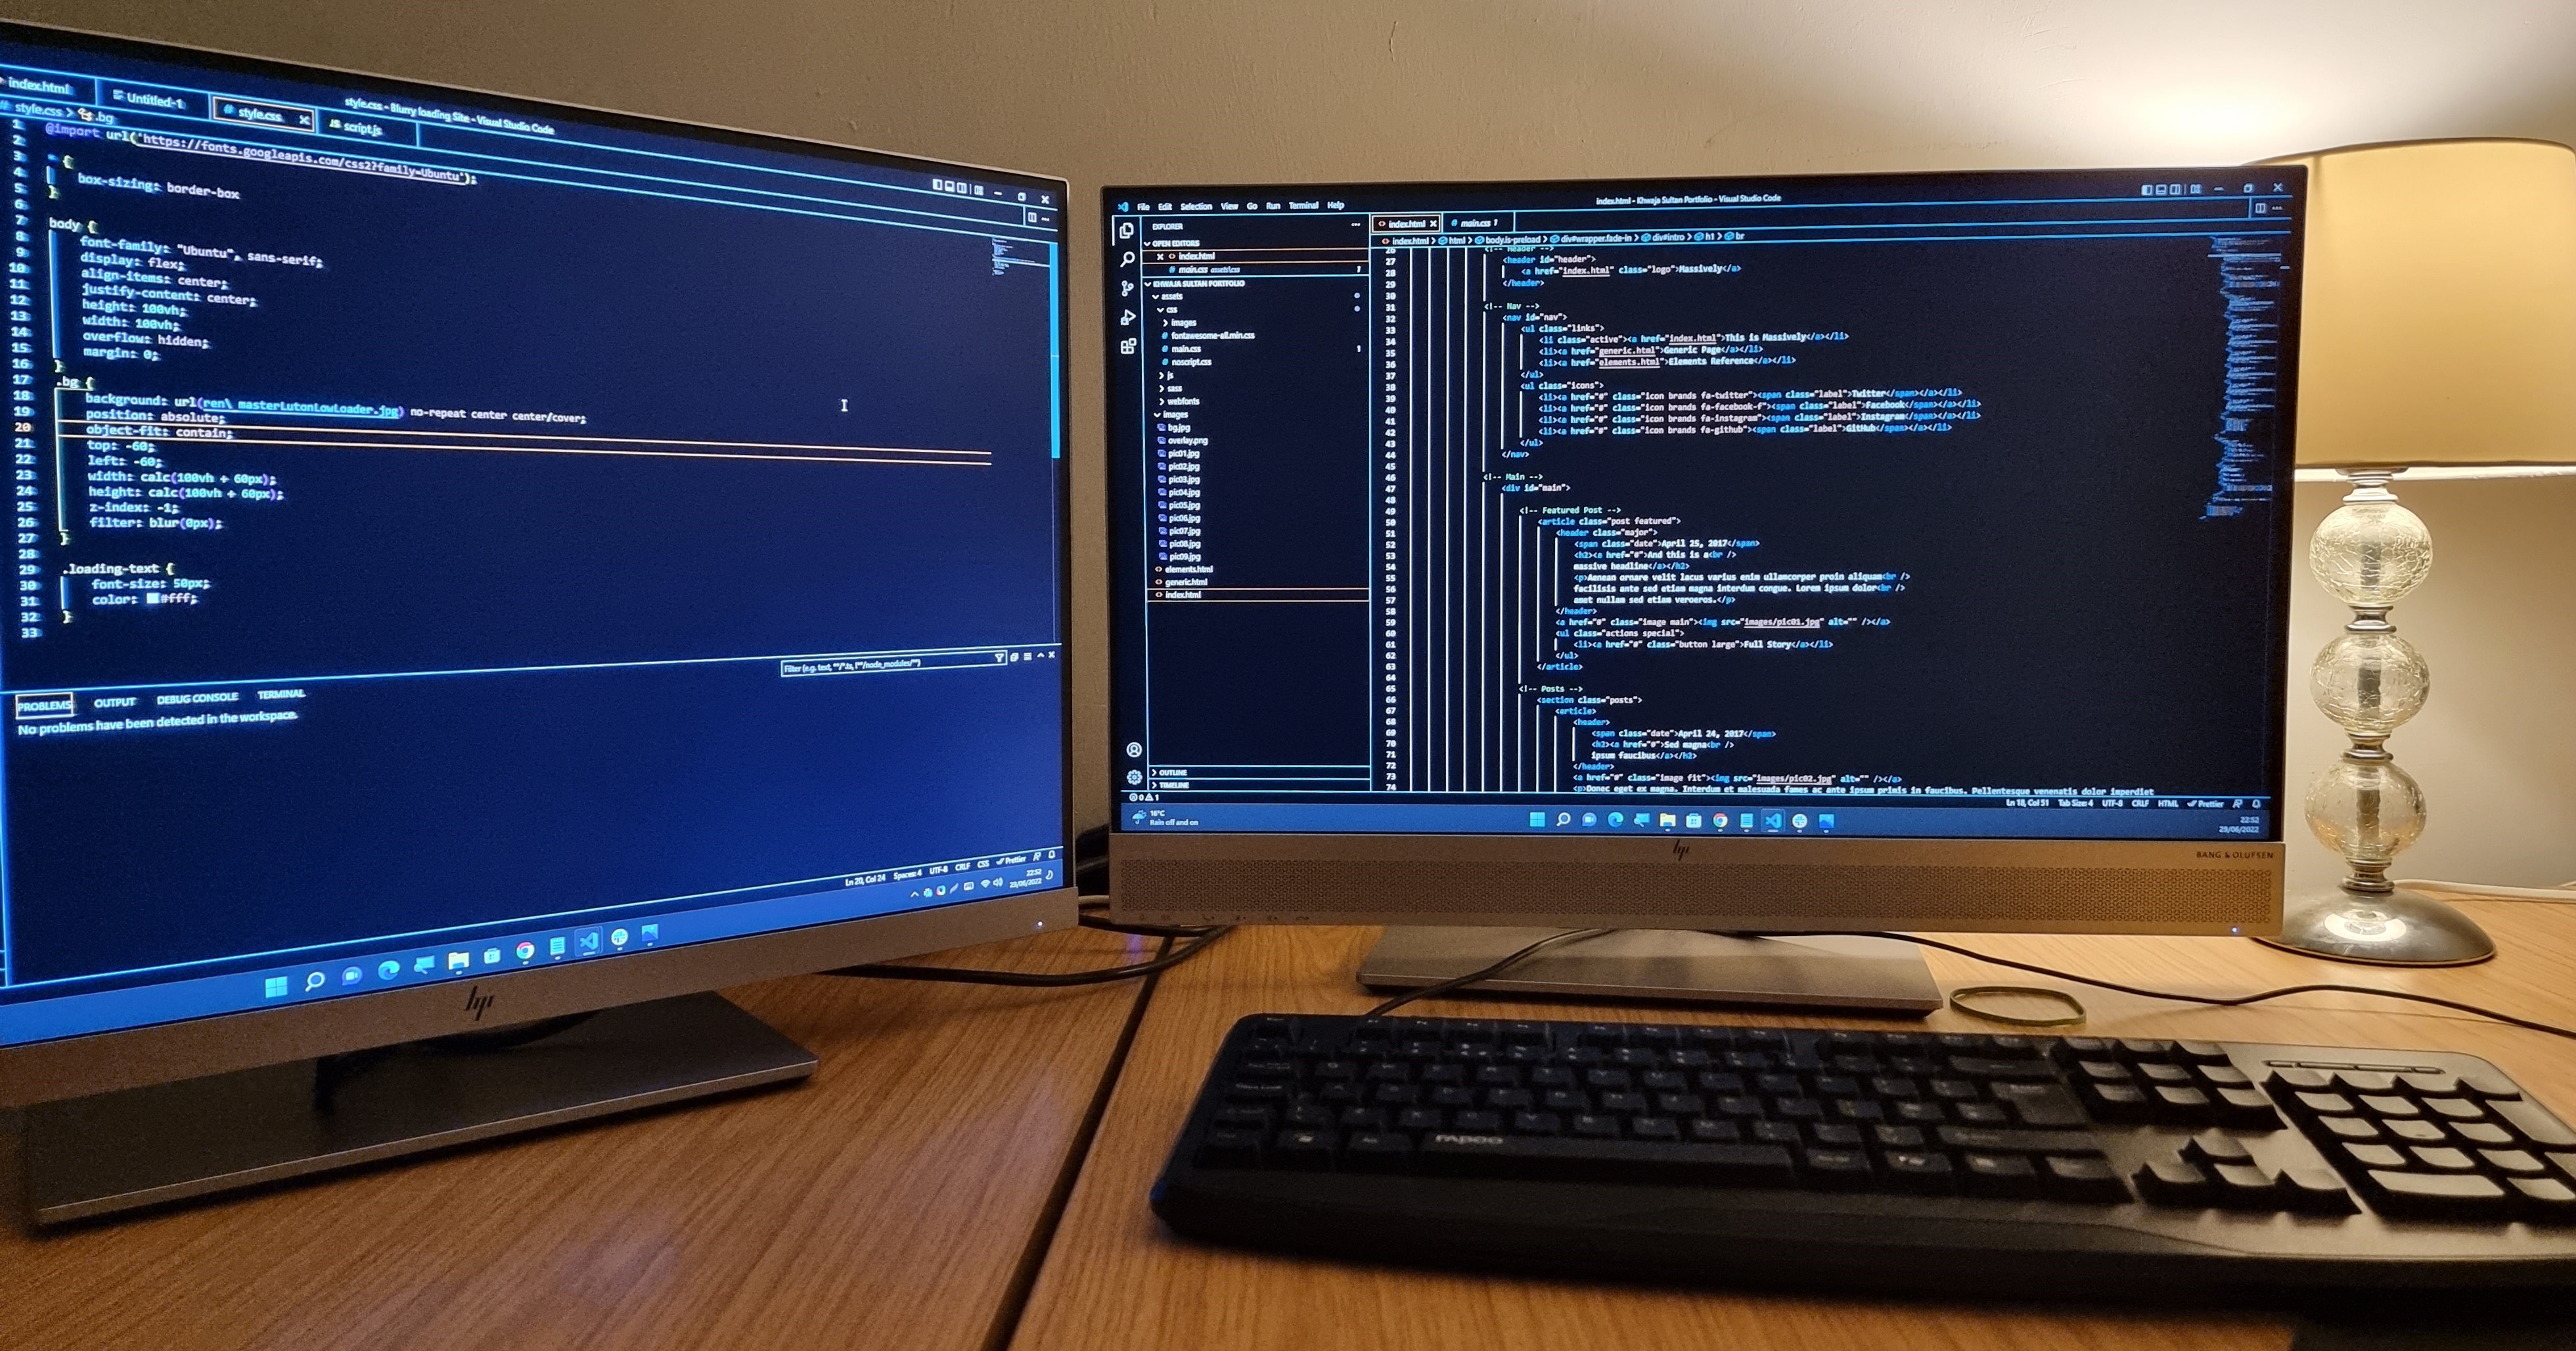 index.html
Untitled-1
style.css
script.js
style.css - Blurry loading Site - Visual Studio Code
style.css > .bg
1 @import url('https://fonts.googleapis.com/css2?family=Ubuntu');
2
3 * {
4 box-sizing: border-box
5 }
6
7 body {
8 font-family: "Ubuntu", sans-serif;
9 display: flex;
10 align-items: center;
11 justify-content: center;
12 height: 100vh;
13 width: 100vh;
14 overflow: hidden;
15 margin: 0;
16 }
17 .bg {
18 background: url(ren\ masterLutonLowLoader.jpg) no-repeat center center/cover;
19 position: absolute;
20 object-fit: contain;
21 top: -60;
22 left: -60;
23 width: calc(100vh + 60px);
24 height: calc(100vh + 60px);
25 z-index: -1;
26 filter: blur(0px);
27 }
28
29 .loading-text {
30 font-size: 50px;
31 color: #fff;
32 }
33
Filter (e.g. text, **/*.ts, !**/node_modules/**)
PROBLEMS OUTPUT DEBUG CONSOLE TERMINAL
No problems have been detected in the workspace.
Ln 20, Col 24 Spaces: 4 UTF-8 CRLF CSS Prettier
22:52
29/06/2022
hp
File Edit Selection View Go Run Terminal Help
index.html - Khwaja Sultan Portfolio - Visual Studio Code
EXPLORER
OPEN EDITORS
index.html
main.css assets\css 1
KHWAJA SULTAN PORTFOLIO
assets
css
images
fontawesome-all.min.css
main.css 1
noscript.css
js
sass
webfonts
images
bg.jpg
overlay.png
pic01.jpg
pic02.jpg
pic03.jpg
pic04.jpg
pic05.jpg
pic06.jpg
pic07.jpg
pic08.jpg
pic09.jpg
elements.html
generic.html
index.html
OUTLINE
TIMELINE
index.html
main.css 1
index.html > html > body.is-preload > div#wrapper.fade-in > div#intro > h1 > br
26 <!-- Header -->
27 <header id="header">
28 <a href="index.html" class="logo">Massively</a>
29 </header>
30
31 <!-- Nav -->
32 <nav id="nav">
33 <ul class="links">
34 <li class="active"><a href="index.html">This is Massively</a></li>
35 <li><a href="generic.html">Generic Page</a></li>
36 <li><a href="elements.html">Elements Reference</a></li>
37 </ul>
38 <ul class="icons">
39 <li><a href="#" class="icon brands fa-twitter"><span class="label">Twitter</span></a></li>
40 <li><a href="#" class="icon brands fa-facebook-f"><span class="label">Facebook</span></a></li>
41 <li><a href="#" class="icon brands fa-instagram"><span class="label">Instagram</span></a></li>
42 <li><a href="#" class="icon brands fa-github"><span class="label">GitHub</span></a></li>
43 </ul>
44 </nav>
45
46 <!-- Main -->
47 <div id="main">
48
49 <!-- Featured Post -->
50 <article class="post featured">
51 <header class="major">
52 <span class="date">April 25, 2017</span>
53 <h2><a href="#">And this is a<br />
54 massive headline</a></h2>
55 <p>Aenean ornare velit lacus varius enim ullamcorper proin aliquam<br />
56 facilisis ante sed etiam magna interdum congue. Lorem ipsum dolor<br />
57 amet nullam sed etiam veroeros.</p>
58 </header>
59 <a href="#" class="image main"><img src="images/pic01.jpg" alt="" /></a>
60 <ul class="actions special">
61 <li><a href="#" class="button large">Full Story</a></li>
62 </ul>
63 </article>
64
65 <!-- Posts -->
66 <section class="posts">
67 <article>
68 <header>
69 <span class="date">April 24, 2017</span>
70 <h2><a href="#">Sed magna<br />
71 ipsum faucibus</a></h2>
72 </header>
73 <a href="#" class="image fit"><img src="images/pic02.jpg" alt="" /></a>
74 <p>Donec eget ex magna. Interdum et malesuada fames ac ante ipsum primis in faucibus. Pellentesque venenatis dolor imperdiet
0 1
Ln 18, Col 51 Tab Size: 4 UTF-8 CRLF HTML Prettier
16°C
Rain off and on
22:52
29/06/2022
hp
BANG & OLUFSEN
rapoo